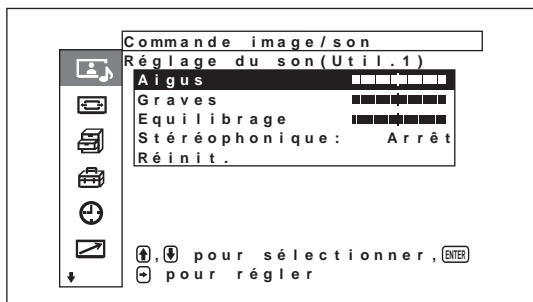 Commande image/son
Réglage du son(Util.1)
Aigus
Graves
Equilibrage
Stéréophonique: Arrêt
Réinit.
, pour sélectionner, ENTER
pour régler